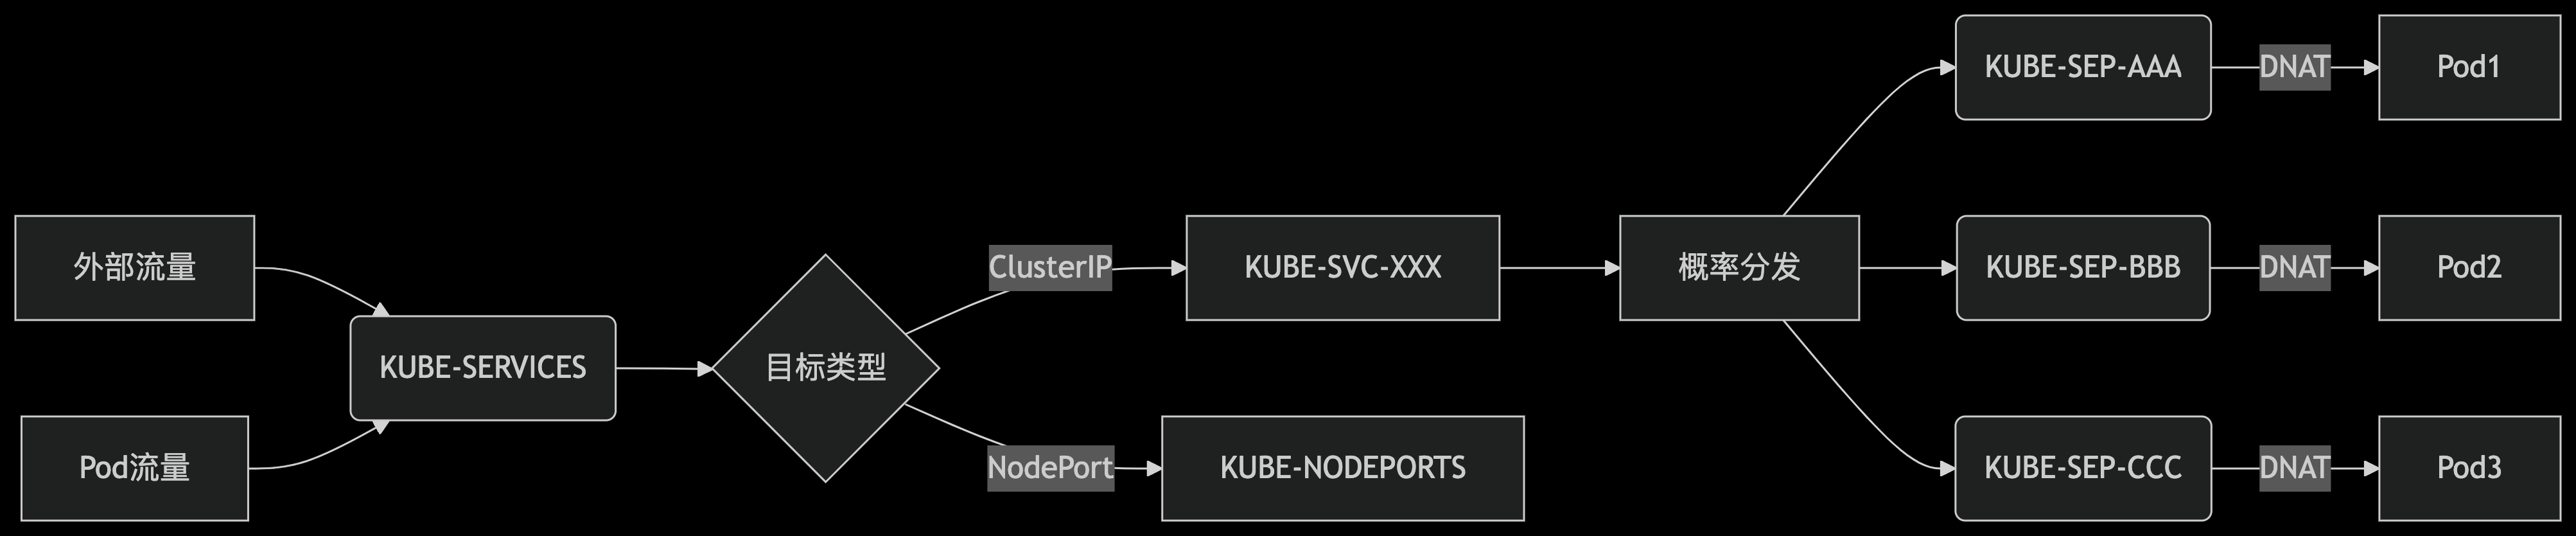 外部流量
Pod流量
KUBE-SERVICES
目标类型
ClusterIP
NodePort
KUBE-SVC-XXX
KUBE-NODEPORTS
概率分发
KUBE-SEP-AAA
KUBE-SEP-BBB
KUBE-SEP-CCC
DNAT
DNAT
DNAT
Pod1
Pod2
Pod3